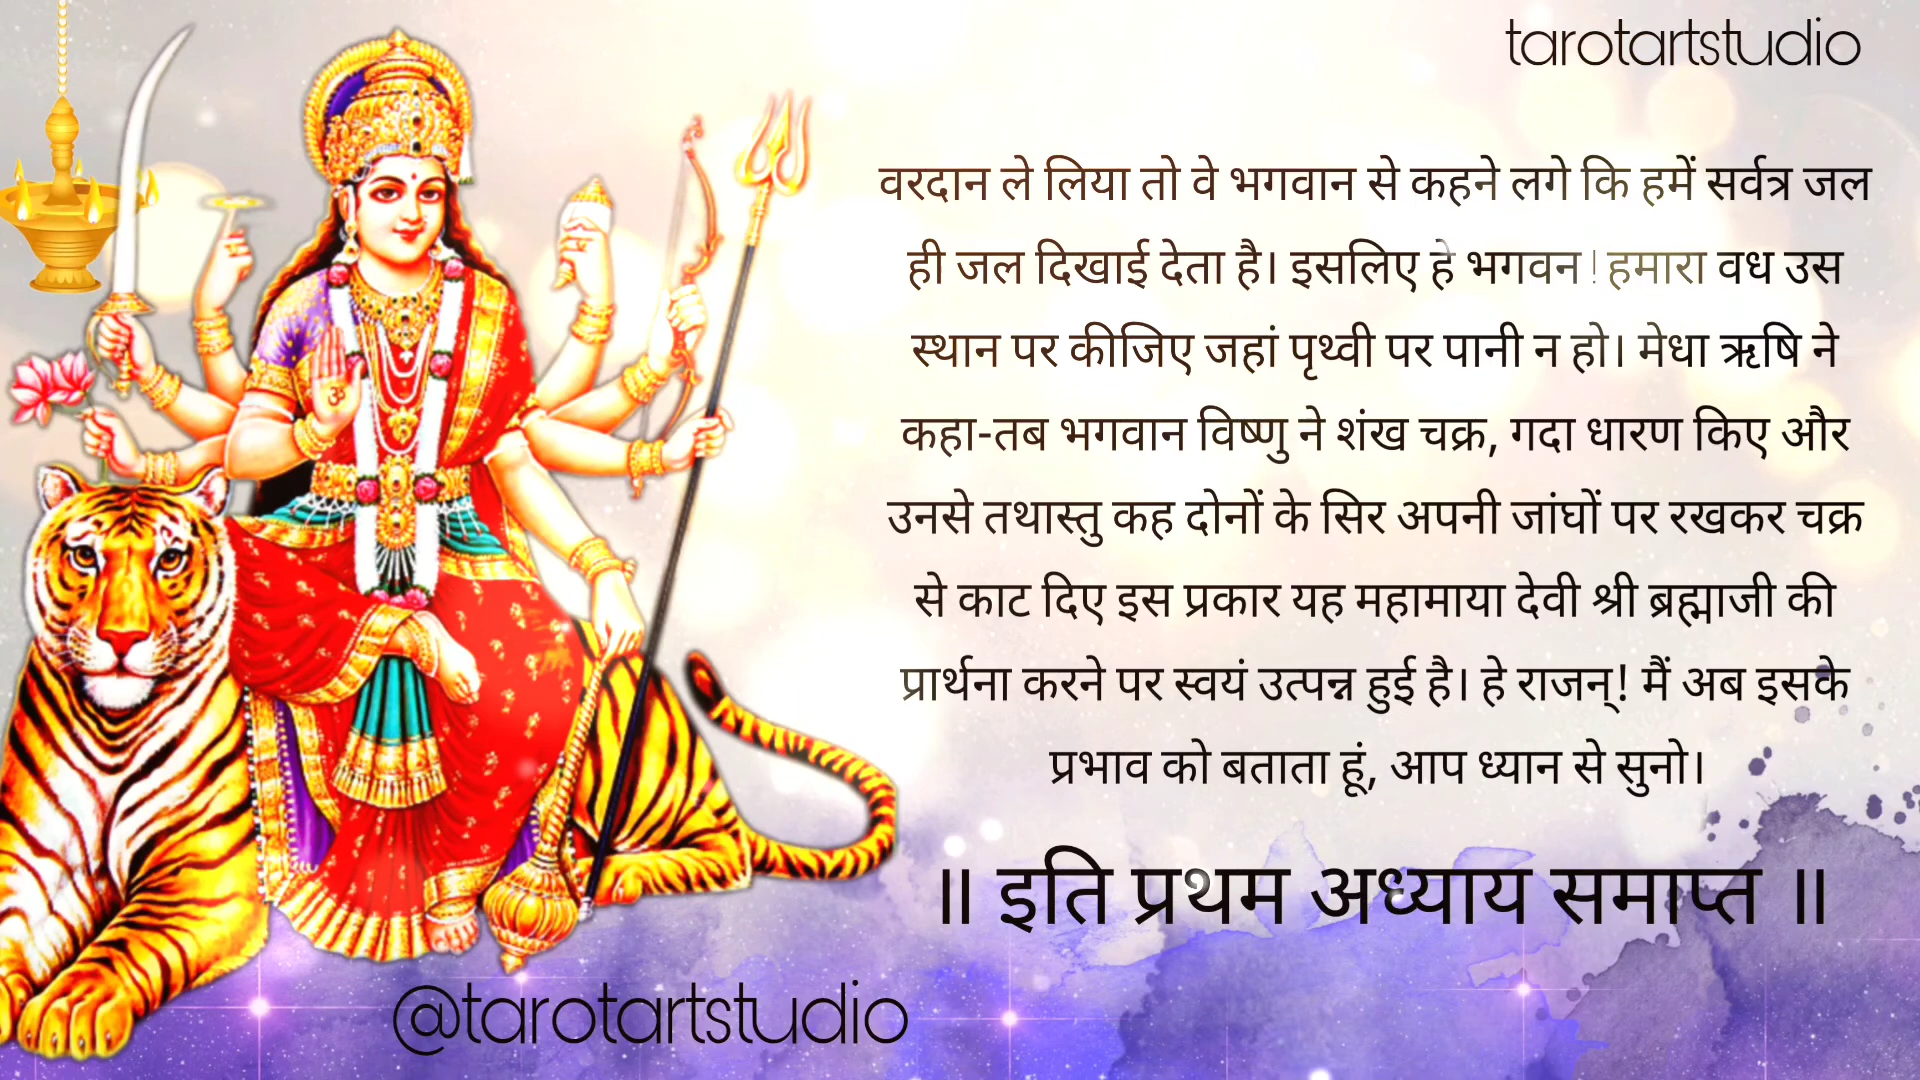 tarotartstudio
वरदान ले लिया तो वे भगवान से कहने लगे कि हमें सर्वत्र जल
ही जल दिखाई देता है। इसलिए हे भगवन! हमारा वध उस
स्थान पर कीजिए जहां पृथ्वी पर पानी न हो। मेधा ऋषि ने
कहा-तब भगवान विष्णु ने शंख चक्र, गदा धारण किए और
उनसे तथास्तु कह दोनों के सिर अपनी जांघों पर रखकर चक्र
से काट दिए इस प्रकार यह महामाया देवी श्री ब्रह्माजी की
प्रार्थना करने पर स्वयं उत्पन्न हुई है। हे राजन्! मैं अब इसके
प्रभाव को बताता हूं, आप ध्यान से सुनो।
॥ इति प्रथम अध्याय समाप्त ॥
@tarotartstudio
ॐ